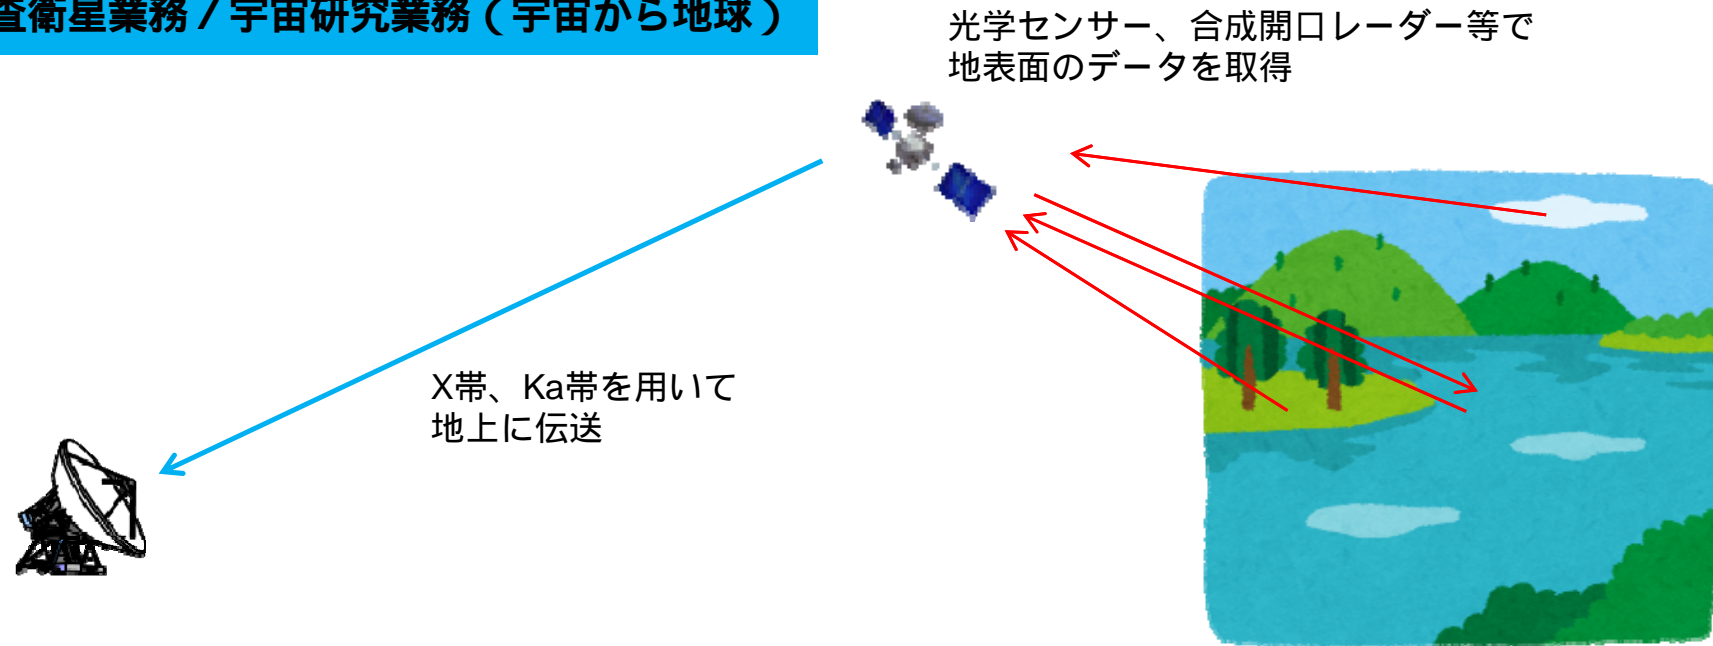 査衛星業務/宇宙研究業務(宇宙から地球)
光学センサー、合成開口レーダー等で
地表面のデータを取得
X帯、Ka帯を用いて
地上に伝送